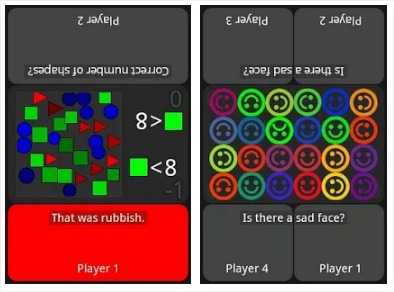 Player 2
Correct number of shapes?
0
8>
<8
-1
That was rubbish.
Player 1
Player 3
Player 2
Is there a sad face?
Is there a sad face?
Player 4
Player 1